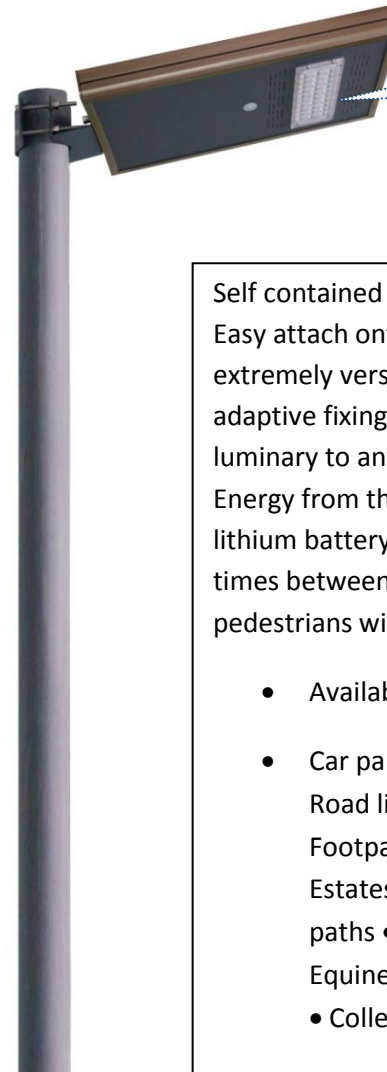 Self contained
Easy attach ont
extremely vers
adaptive fixing
luminary to an
Energy from th
lithium battery
times between
pedestrians wi
• Availab
• Car pa
Road li
Footpa
Estates
paths •
Equine
• Colle